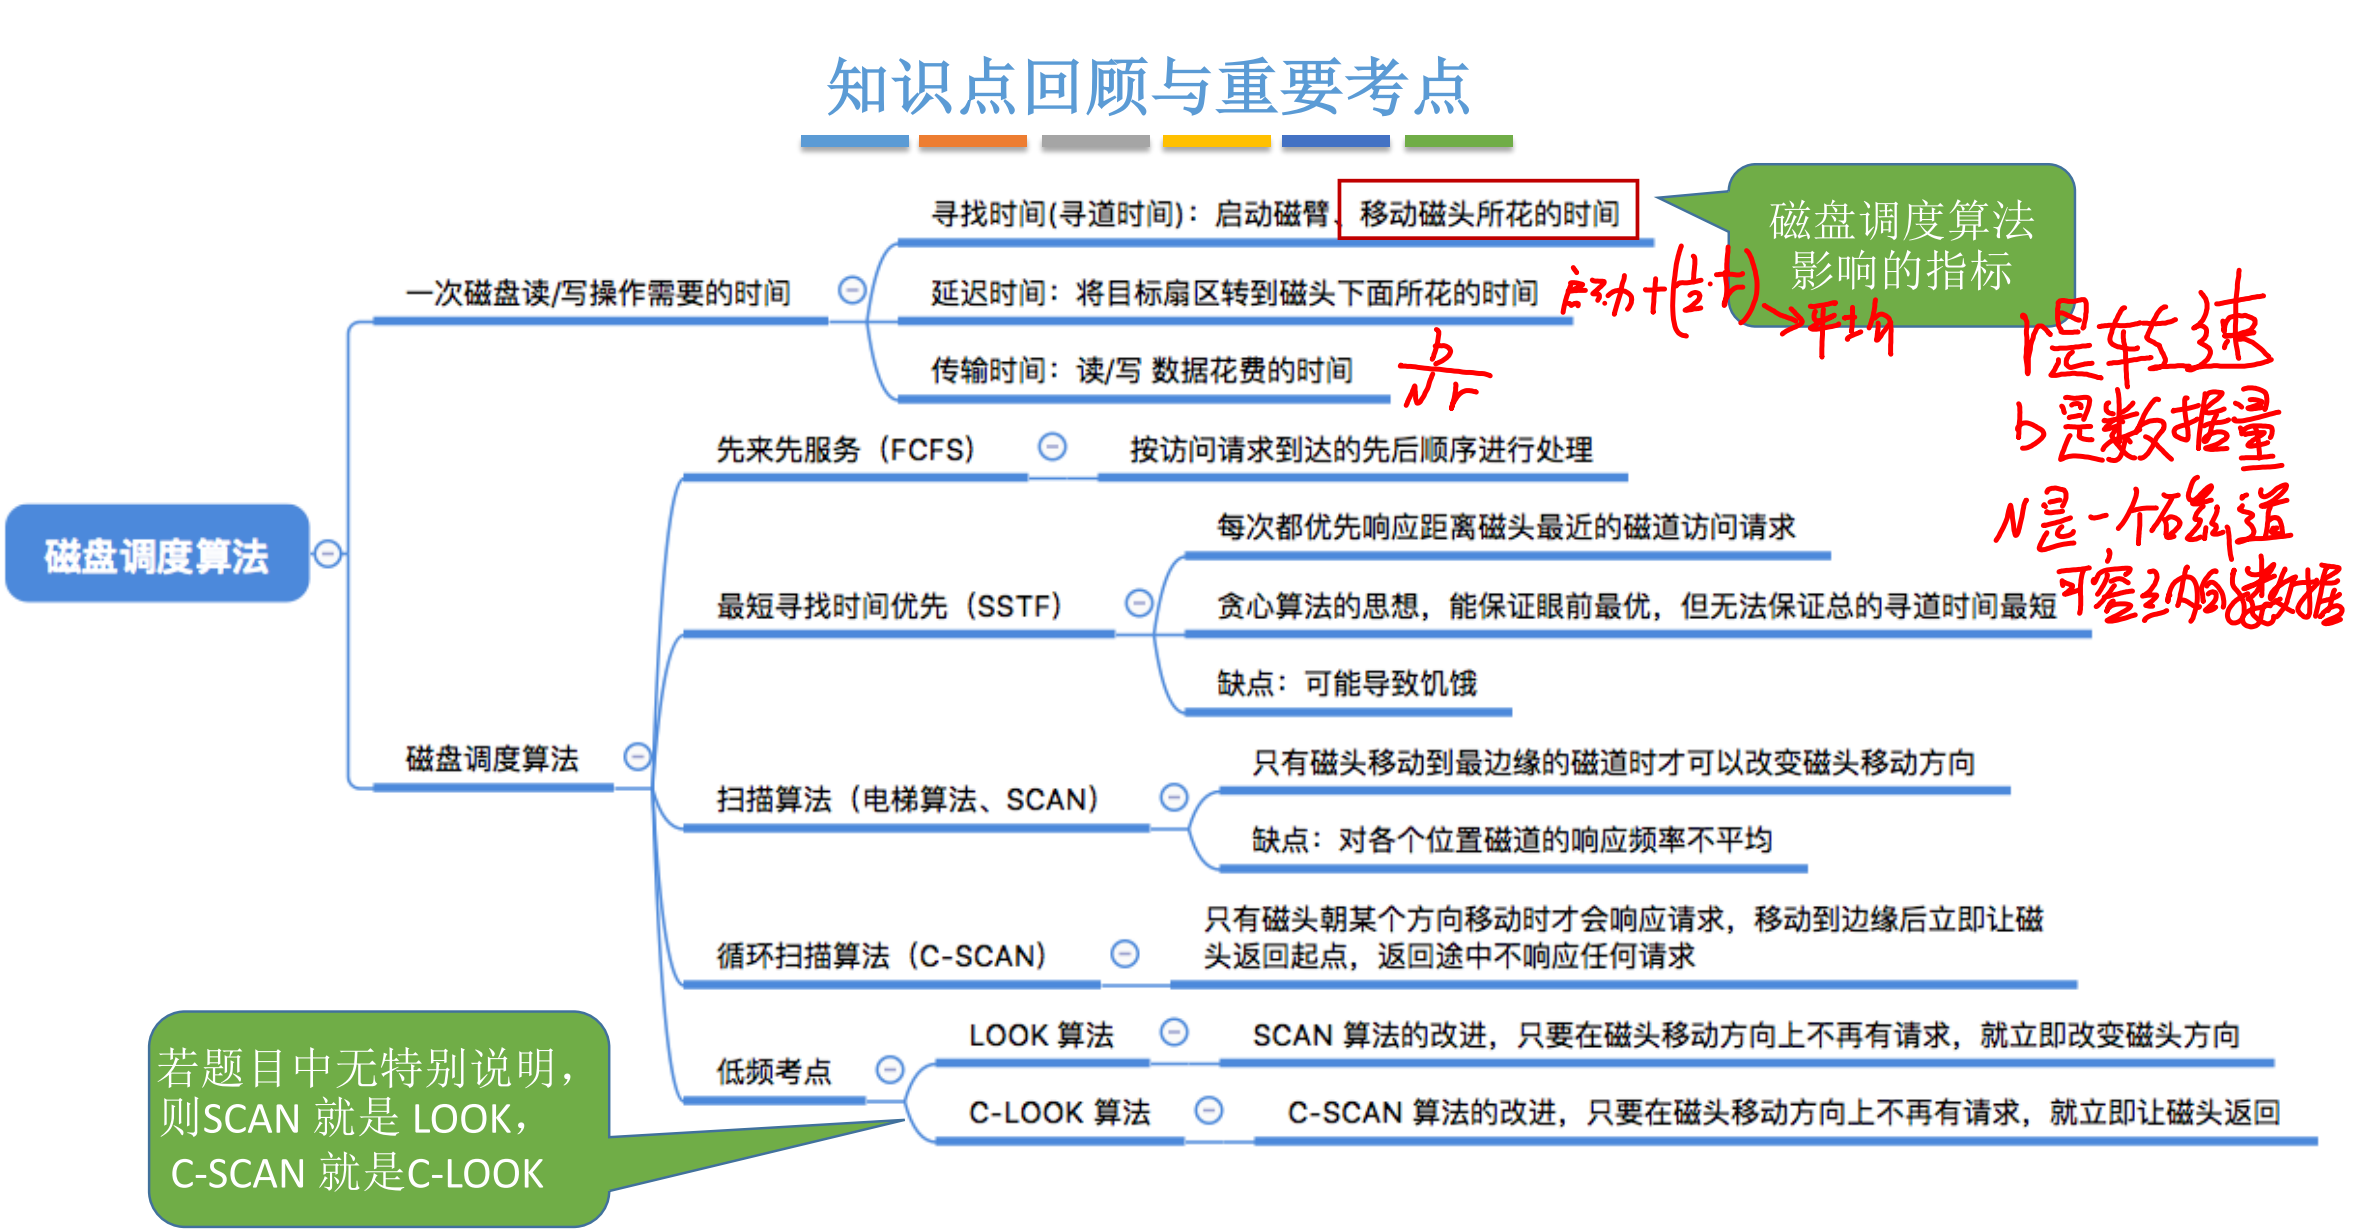 知识点回顾与重要考点
寻找时间(寻道时间)：启动磁臂、移动磁头所花的时间
磁盘调度算法
影响的指标
一次磁盘读/写操作需要的时间
延迟时间：将目标扇区转到磁头下面所花的时间
启动+(1/2·1/r)→平均
传输时间：读/写 数据花费的时间
b/Nr
r是转速
b是数据量
N是一个磁道
可容纳的数据
先来先服务（FCFS）
按访问请求到达的先后顺序进行处理
磁盘调度算法
每次都优先响应距离磁头最近的磁道访问请求
最短寻找时间优先（SSTF）
贪心算法的思想，能保证眼前最优，但无法保证总的寻道时间最短
缺点：可能导致饥饿
磁盘调度算法
只有磁头移动到最边缘的磁道时才可以改变磁头移动方向
扫描算法（电梯算法、SCAN）
缺点：对各个位置磁道的响应频率不平均
循环扫描算法（C-SCAN）
只有磁头朝某个方向移动时才会响应请求，移动到边缘后立即让磁
头返回起点，返回途中不响应任何请求
低频考点
LOOK 算法
SCAN 算法的改进，只要在磁头移动方向上不再有请求，就立即改变磁头方向
C-LOOK 算法
C-SCAN 算法的改进，只要在磁头移动方向上不再有请求，就立即让磁头返回
若题目中无特别说明，
则SCAN 就是 LOOK，
C-SCAN 就是C-LOOK